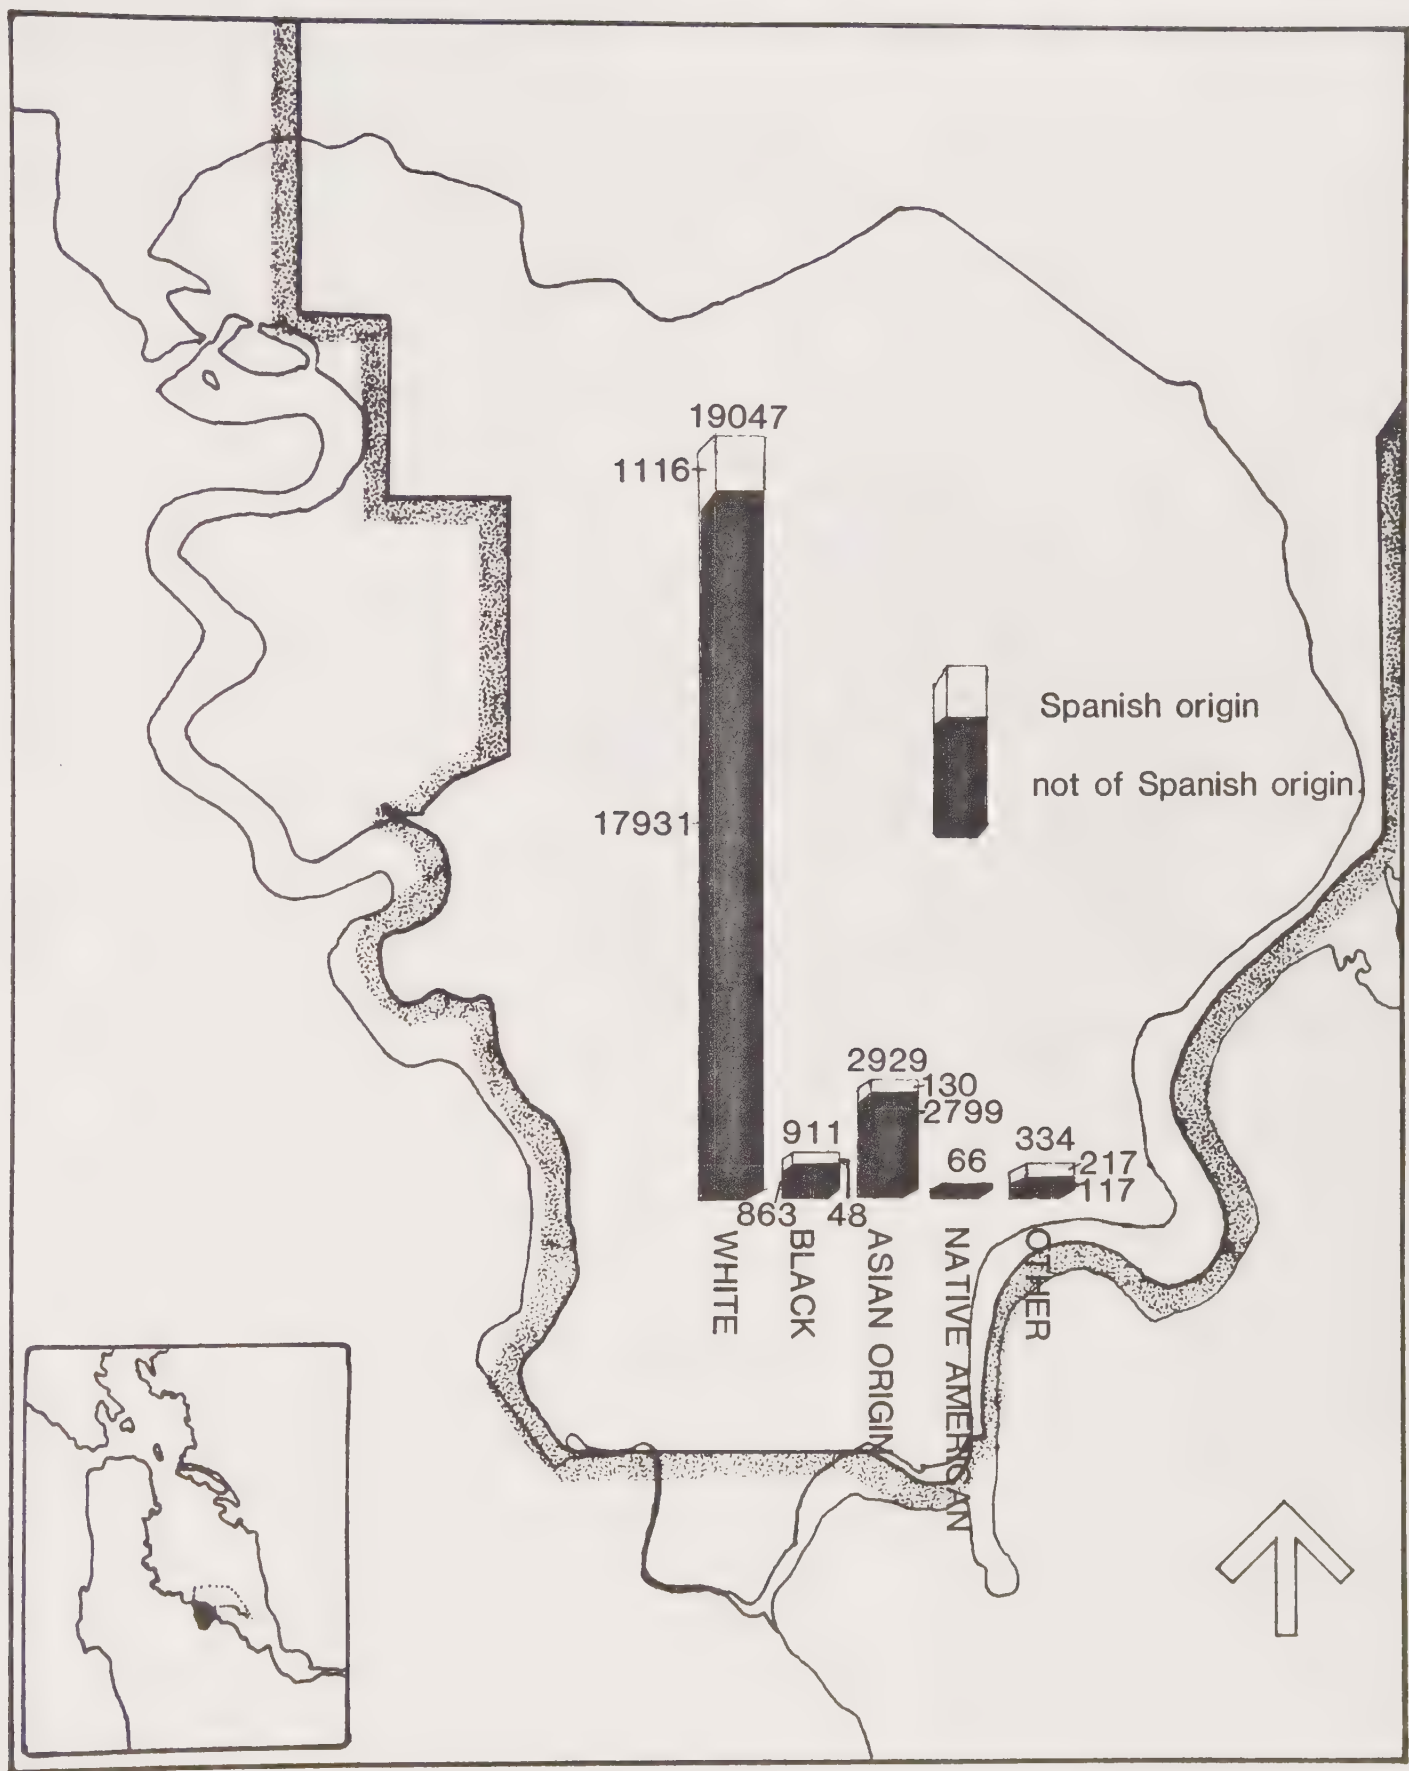 19047
1116
Spanish origin
not of Spanish origin
17931
2929
130
2799
911
334
66
217
117
863
48
WHITE
BLACK
ASIAN ORIGIN
NATIVE AMERICAN
OTHER